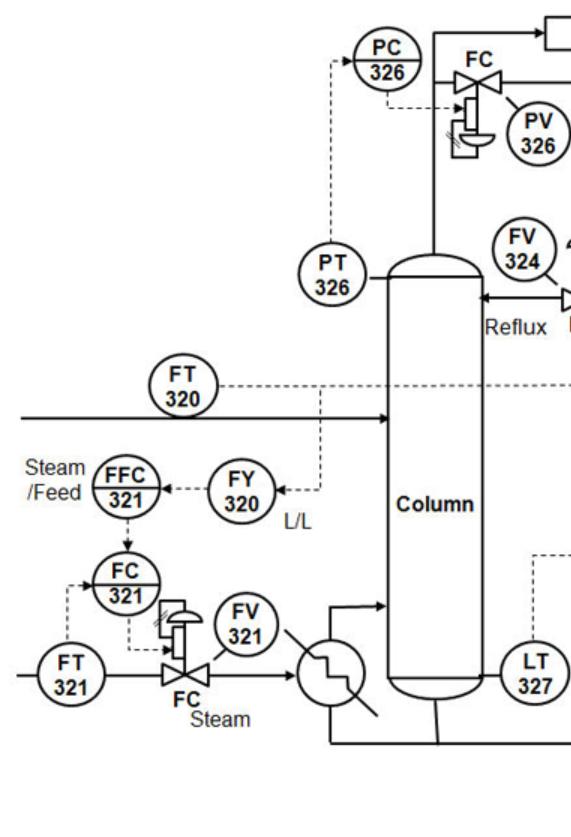 PC
326
FC
PV
326
FV
324
PT
326
Reflux
FT
320
Steam
/Feed
FFC
321
FY
320
L/L
Column
FC
321
FV
321
FT
321
FC
Steam
LT
327